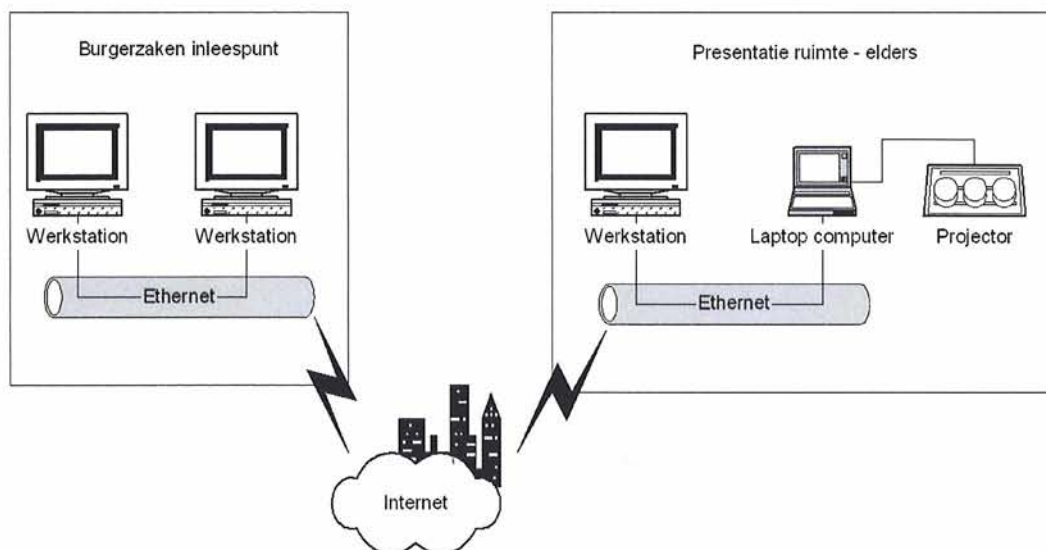 Burgerzaken inleespunt
Werkstation
Werkstation
Ethernet
Presentatie ruimte - elders
Werkstation
Laptop computer
Projector
Ethernet
Internet